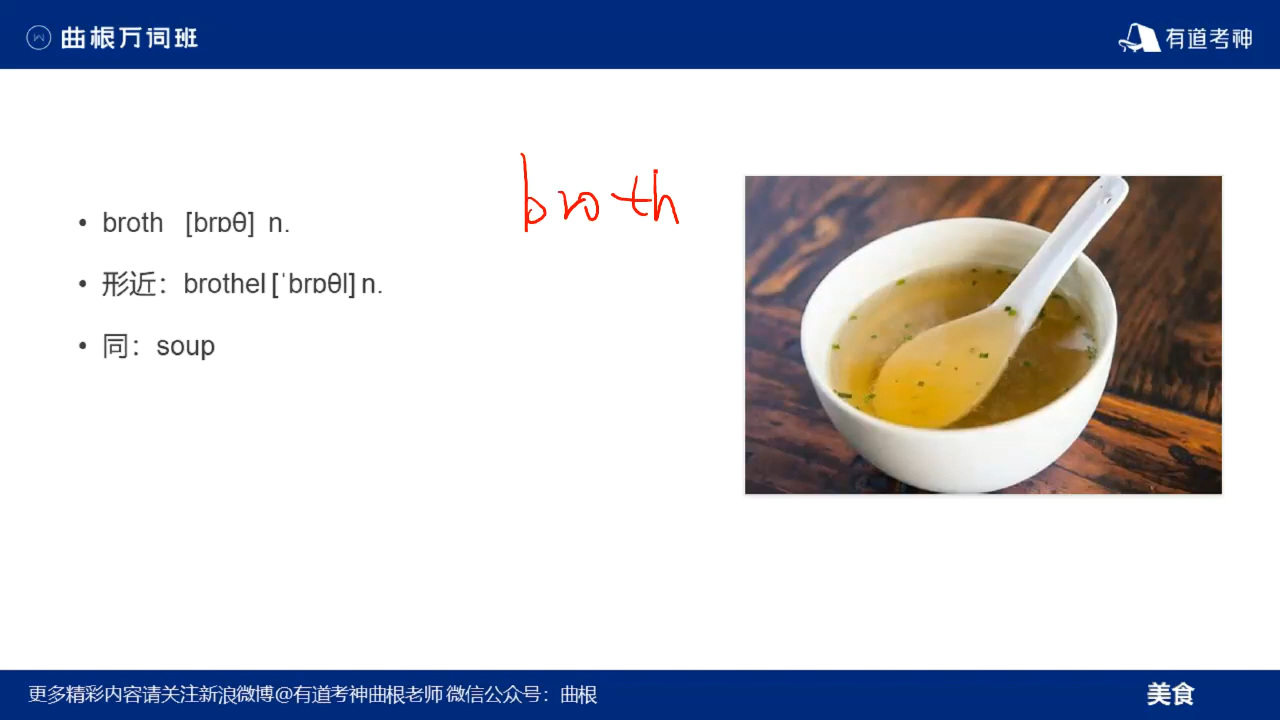 曲根万词班
有道考神
broth
• broth [brɒθ] n.
• 形近：brothel [ˈbrɒθl] n.
• 同：soup
更多精彩内容请关注新浪微博@有道考神曲根老师 微信公众号：曲根
美食